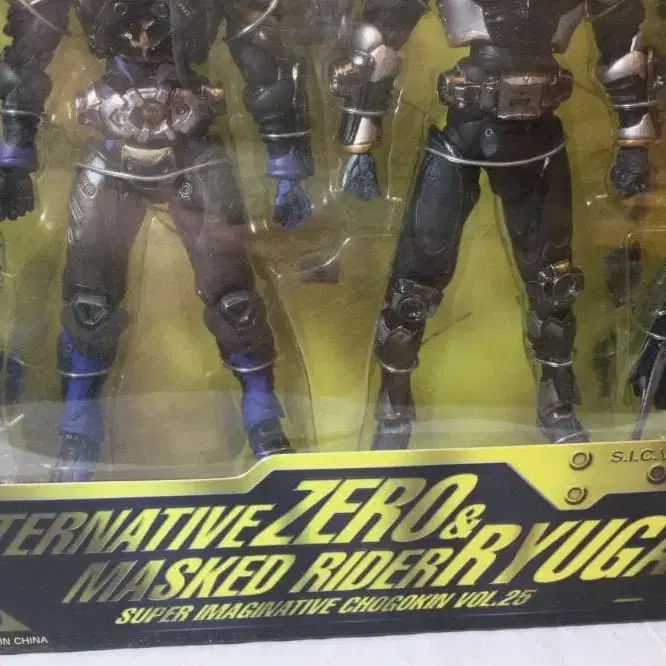 S.I.C.V
TERNATIVE ZERO &
MASKED RIDER RYUGA
SUPER IMAGINATIVE CHOGOKIN VOL.25
IN CHINA